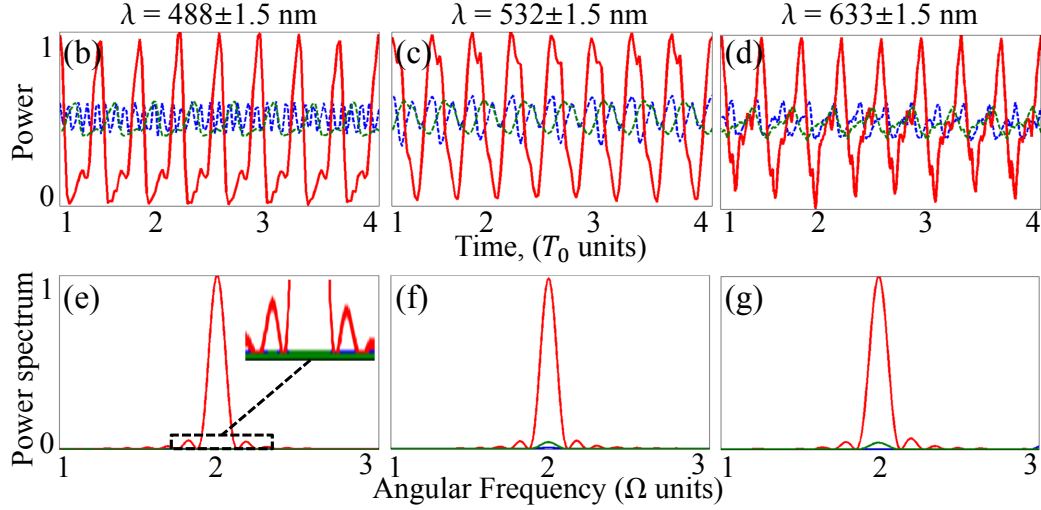 λ = 488±1.5 nm
λ = 532±1.5 nm
λ = 633±1.5 nm
(b)
(c)
(d)
Power
1
0
1 2 3 4
2 3 4
2 3 4
Time, (T₀ units)
(e)
(f)
(g)
Power spectrum
1
0
1 2 3
1 2 3
1 2 3
Angular Frequency (Ω units)